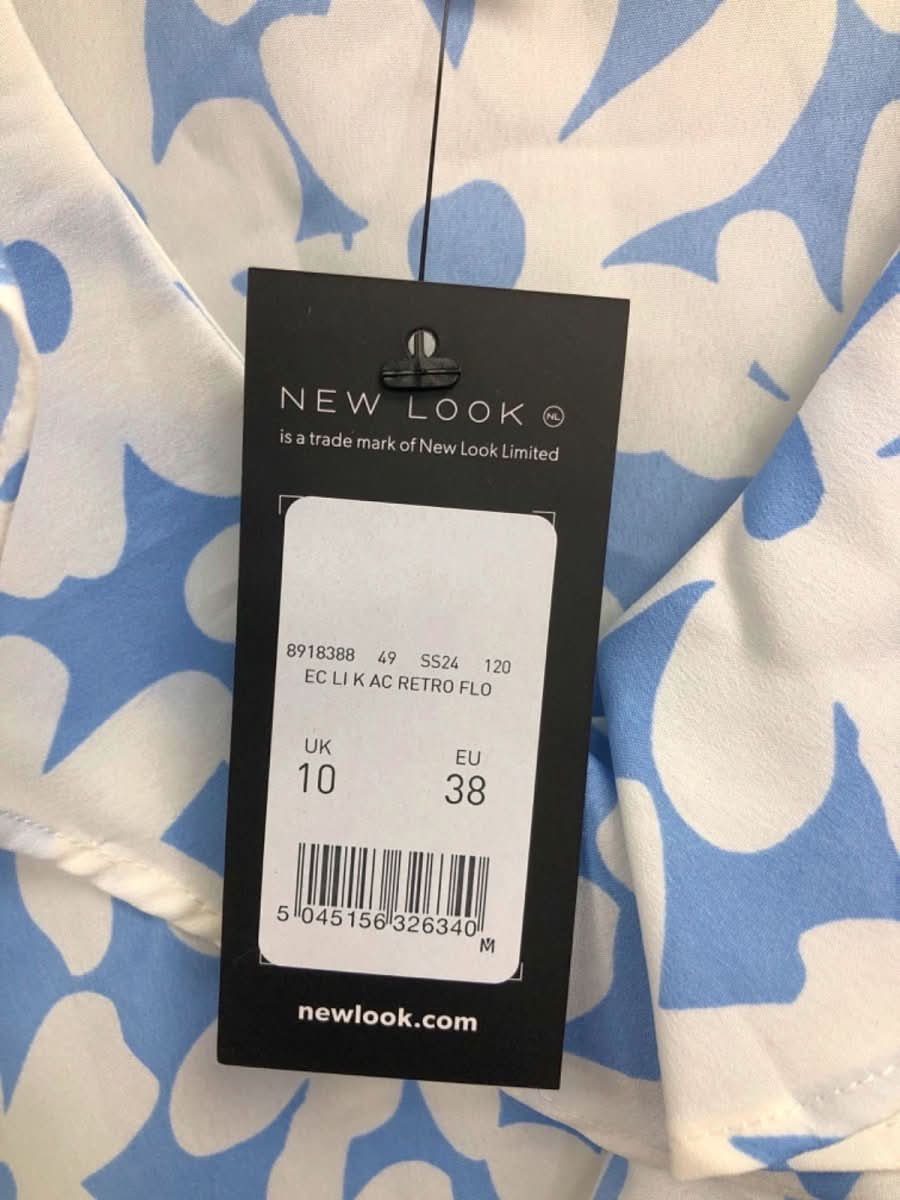 NEW LOOK NL
is a trade mark of New Look Limited
8918388 49 SS24 120
EC LI K AC RETRO FLO
UK EU
10 38
5 045156 326340
M
newlook.com